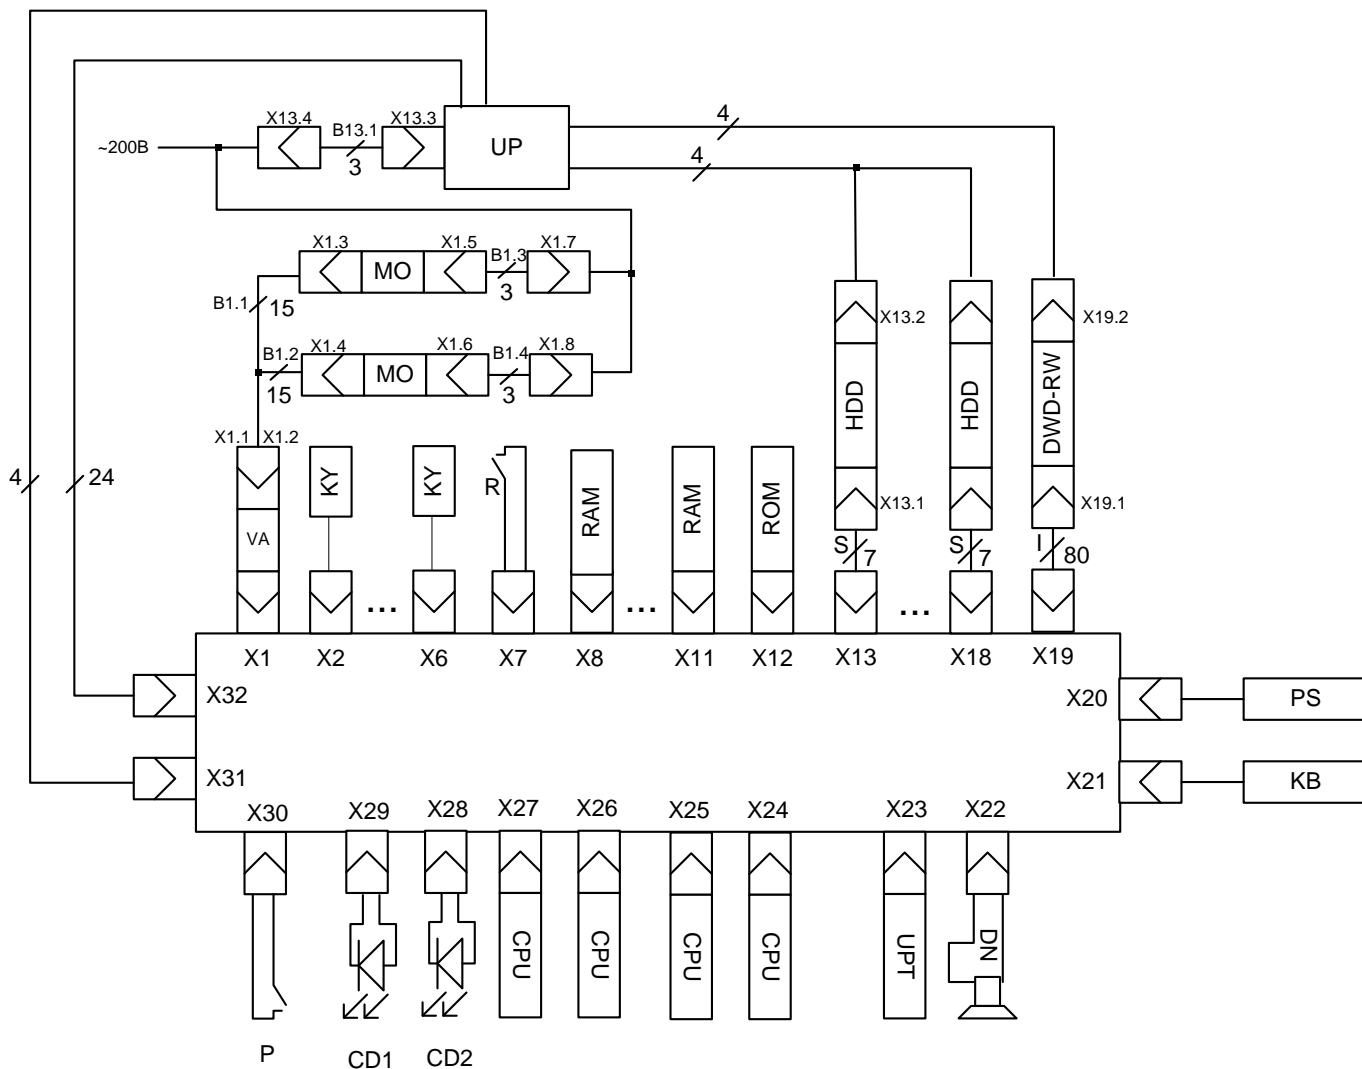 X13.4
B13.1
X13.3
~200В
3
UP
4
4
X1.3
X1.5
B1.3
X1.7
MO
3
B1.1
15
X13.2
X19.2
B1.2
X1.4
X1.6
B1.4
X1.8
MO
15
3
HDD
HDD
DWD-RW
X1.1
X1.2
4
24
KY
KY
R
RAM
RAM
ROM
X13.1
X19.1
VA
S
7
S
7
I
80
...
...
...
X1
X2
X6
X7
X8
X11
X12
X13
X18
X19
X32
X20
PS
X31
X21
KB
X30
X29
X28
X27
X26
X25
X24
X23
X22
CPU
CPU
CPU
CPU
UPT
DN
P
CD1
CD2